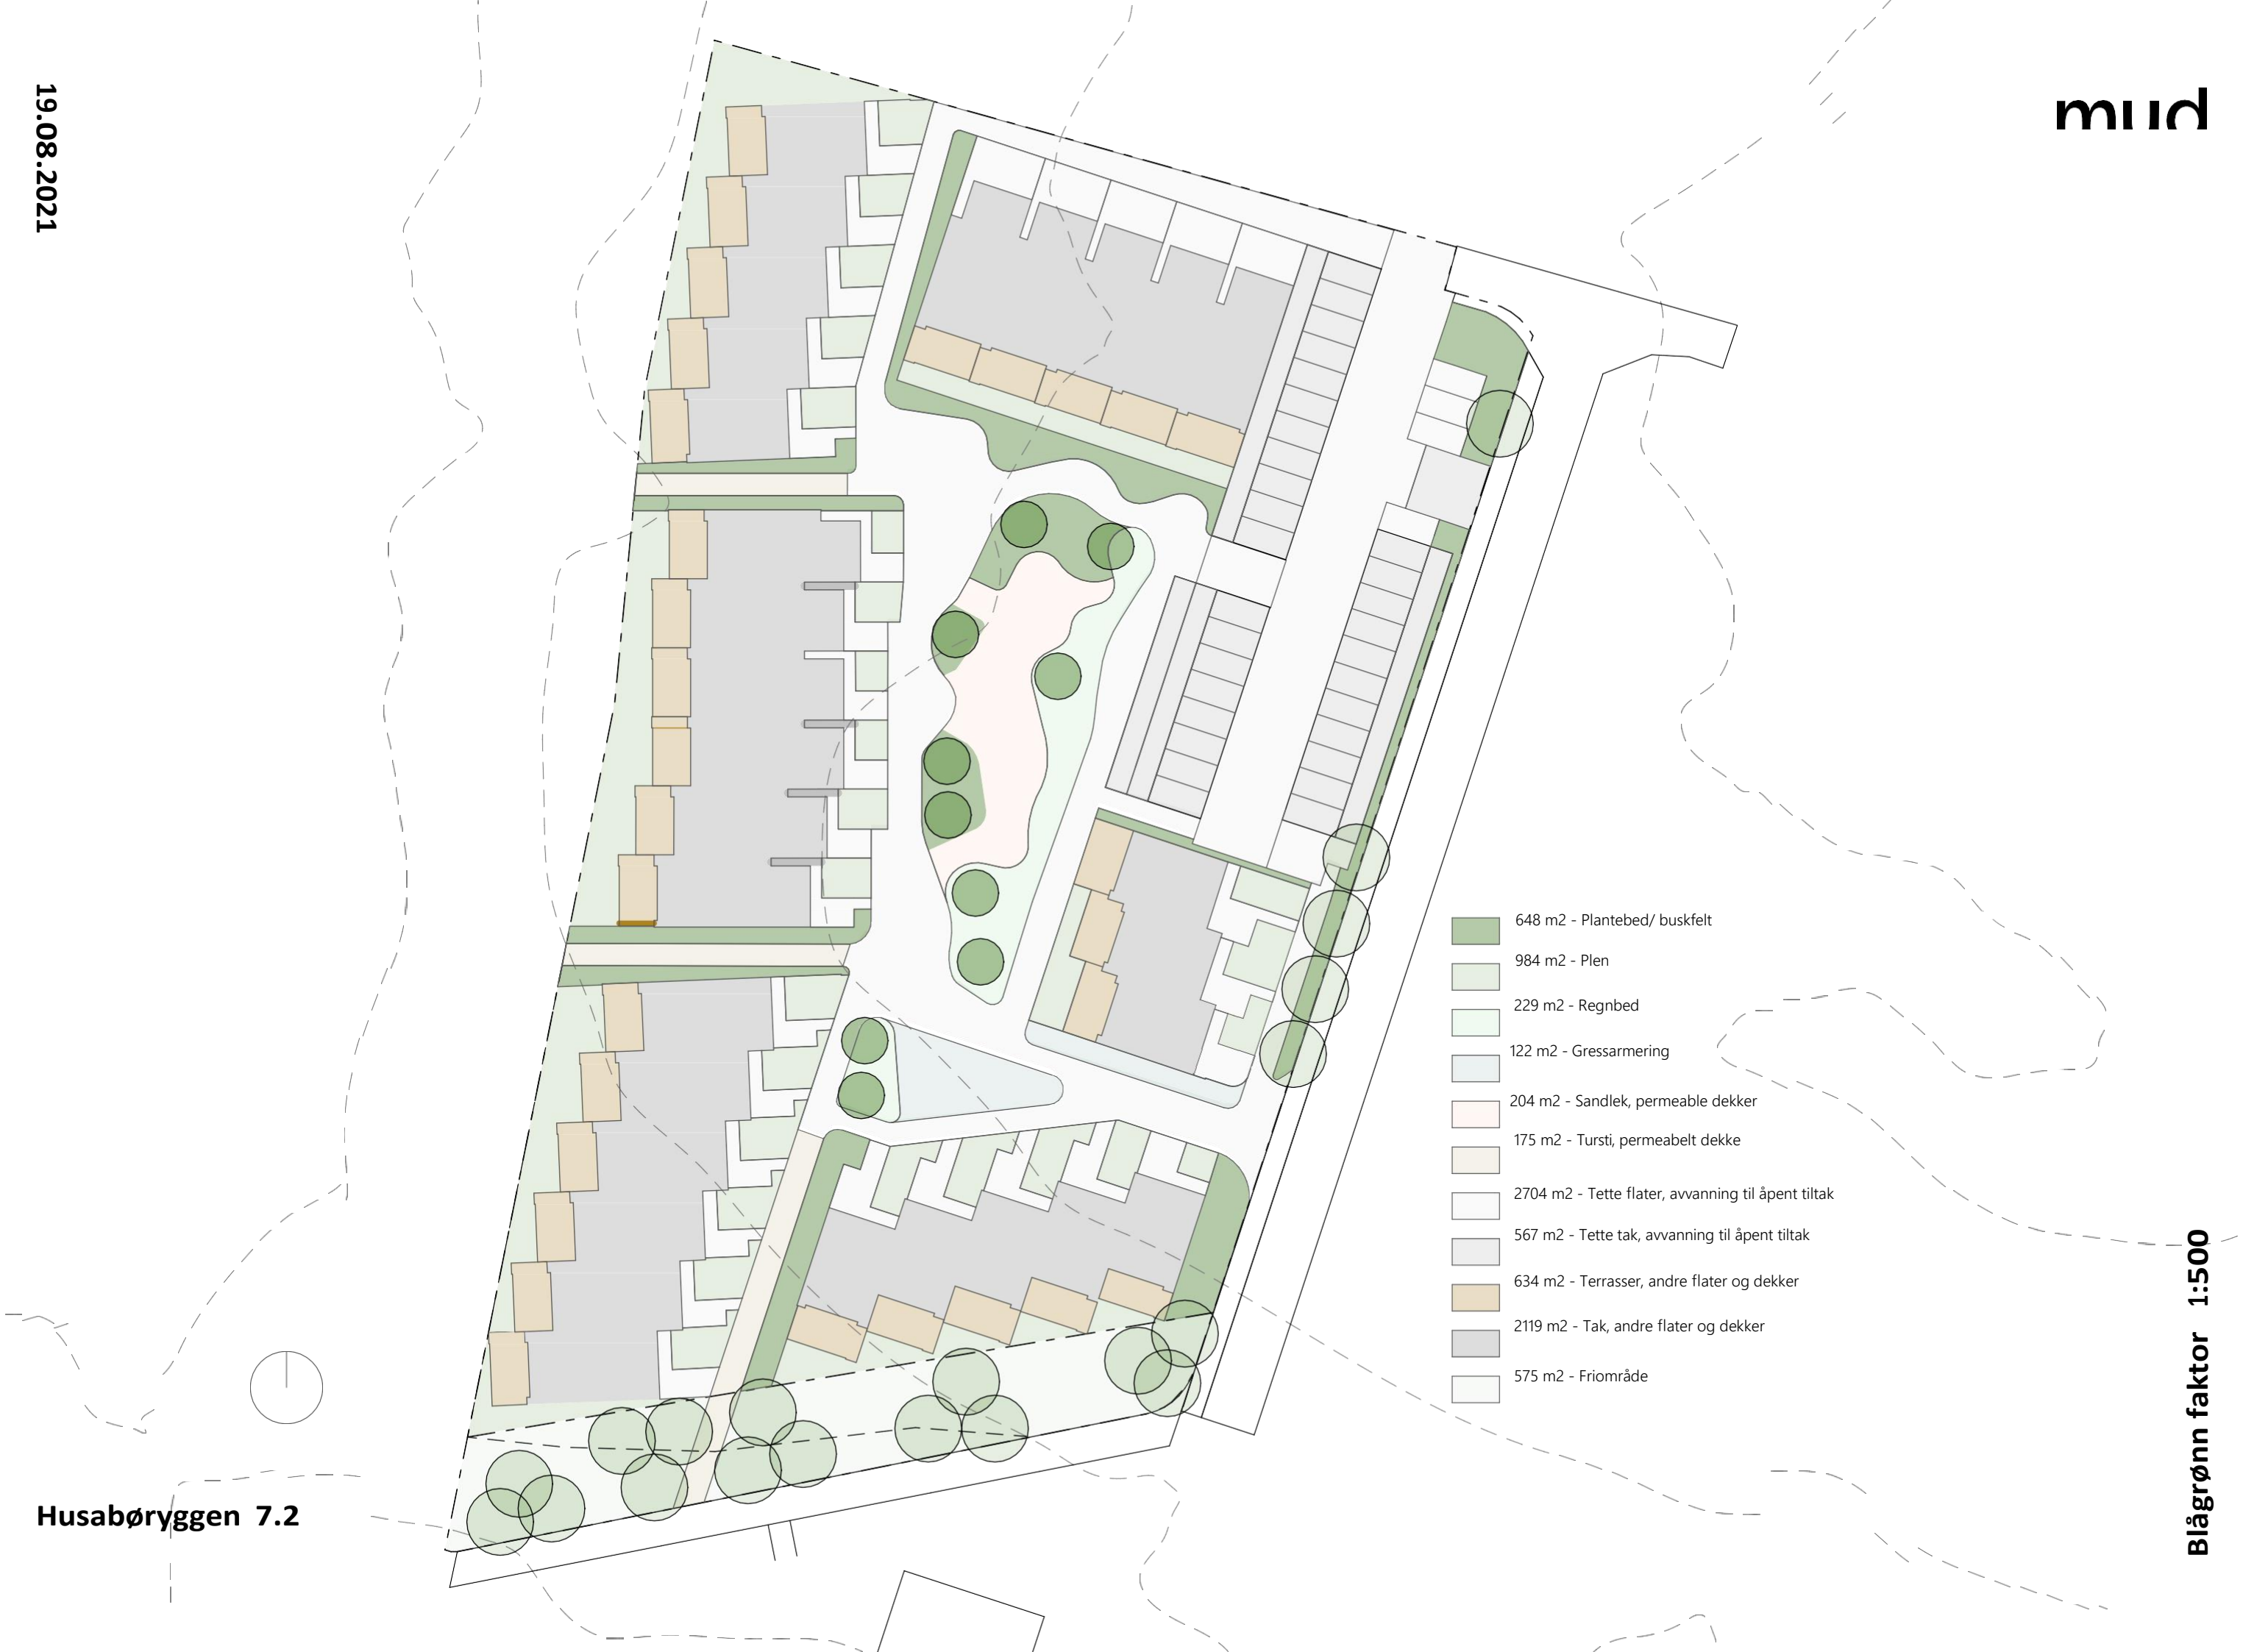 19.08.2021
mud
648 m2 - Plantebed/ buskfelt
984 m2 - Plen
229 m2 - Regnbed
122 m2 - Gressarmering
204 m2 - Sandlek, permeable dekker
175 m2 - Tursti, permeabelt dekke
2704 m2 - Tette flater, avvanning til åpent tiltak
567 m2 - Tette tak, avvanning til åpent tiltak
634 m2 - Terrasser, andre flater og dekker
2119 m2 - Tak, andre flater og dekker
575 m2 - Friområde
Husabøryggen 7.2
Blågrønn faktor 1:500